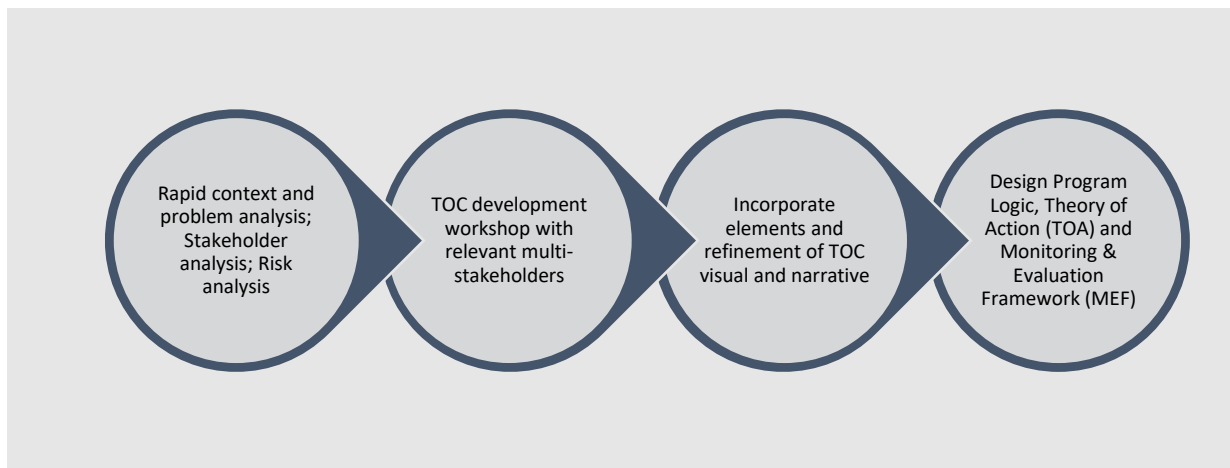 Rapid context and
problem analysis;
Stakeholder
analysis; Risk
analysis
TOC development
workshop with
relevant multi-
stakeholders
Incorporate
elements and
refinement of TOC
visual and narrative
Design Program
Logic, Theory of
Action (TOA) and
Monitoring &
Evaluation
Framework (MEF)